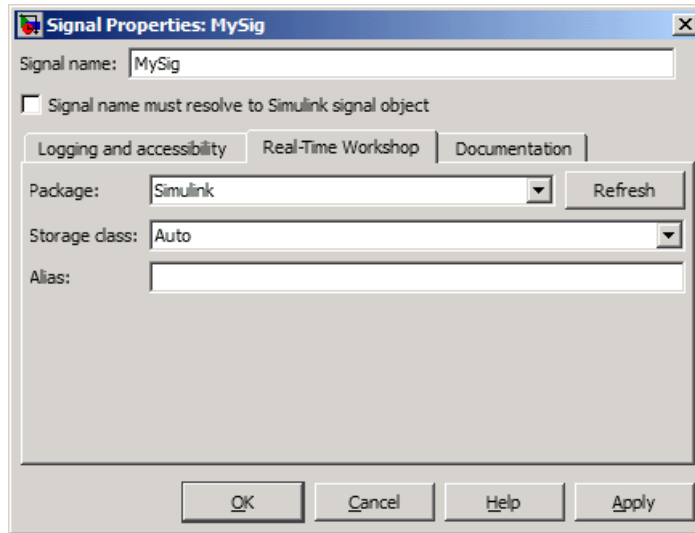 Signal Properties: MySig
Signal name: MySig
Signal name must resolve to Simulink signal object
Logging and accessibility Real-Time Workshop Documentation
Package: Simulink Refresh
Storage class: Auto
Alias:
OK Cancel Help Apply